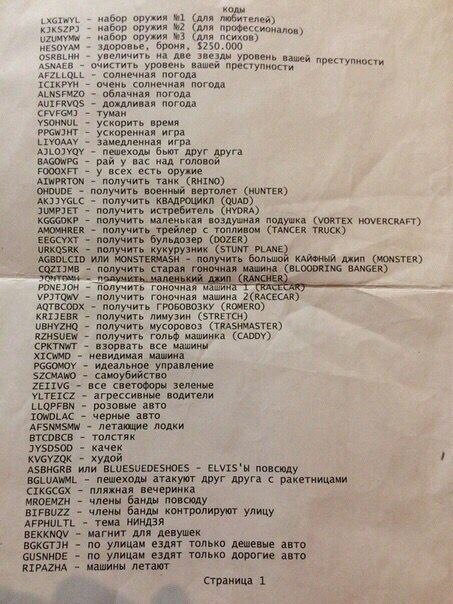 коды
LXGIWYL - набор оружия №1 (для любителей)
KJKSZPJ - набор оружия №2 (для профессионалов)
UZUMYMW - набор оружия №3 (для психов)
HESOYAM - здоровье, броня, $250.000
OSRBLHH - увеличить на две звезды уровень вашей преступности
ASNAEB - очистить уровень вашей преступности
AFZLLQLL - солнечная погода
ICIKPYH - очень солнечная погода
ALNSFMZO - облачная погода
AUIFRVQS - дождливая погода
CFVFGMJ - туман
YSOHNUL - ускорить время
PPGWJHT - ускоренная игра
LIYOAAY - замедленная игра
AJLOJYQY - пешеходы бьют друг друга
BAGOWPG - рай у вас над головой
FOOOXFT - у всех есть оружие
AIWPRTON - получить танк (RHINO)
OHDUDE - получить военный вертолет (HUNTER)
AKJJYGLC - получить КВАДРОЦИКЛ (QUAD)
JUMPJET - получить истребитель (HYDRA)
KGGGDKP - получить маленькая воздушная подушка (VORTEX HOVERCRAFT)
AMOMHRER - получить трейлер с топливом (TANCER TRUCK)
EEGCYXT - получить бульдозер (DOZER)
URKQSRK - получить кукурузник (STUNT PLANE)
AGBDLCID ИЛИ MONSTERMASH - получить большой КАЙФНЫЙ джип (MONSTER)
CQZIJMB - получить старая гоночная машина (BLOODRING BANGER)
JQNTDMH - получить маленький джип (RANCHER)
PDNEJOH - получить гоночная машина 1 (RACECAR)
VPJTQWV - получить гоночная машина 2(RACECAR)
AQTBCODX - получить ГРОБОВОЗКУ (ROMERO)
KRIJEBR - получить лимузин (STRETCH)
UBHYZHQ - получить мусоровоз (TRASHMASTER)
RZHSUEW - получить гольф машинка (CADDY)
CPKTNWT - взорвать все машины
XICWMD - невидимая машина
PGGOMOY - идеальное управление
SZCMAWO - самоубийство
ZEIIVG - все светофоры зеленые
YLTEICZ - агрессивные водители
LLQPFBN - розовые авто
IOWDLAC - черные авто
AFSNMSMW - летающие лодки
BTCDBCB - толстяк
JYSDSOD - качек
KVGYZQK - худой
ASBHGRB или BLUESUEDESHOES - ELVIS'ы повсюду
BGLUAWML - пешеходы атакуют друг друга с ракетницами
CIKGCGX - пляжная вечеринка
MROEMZH - члены банды повсюду
BIFBUZZ - члены банды контролируют улицу
AFPHULTL - тема НИНДЗЯ
BEKKNQV - магнит для девушек
BGKGTJH - по улицам ездят только дешевые авто
GUSNHDE - по улицам ездят только дорогие авто
RIPAZHA - машины летают
Страница 1